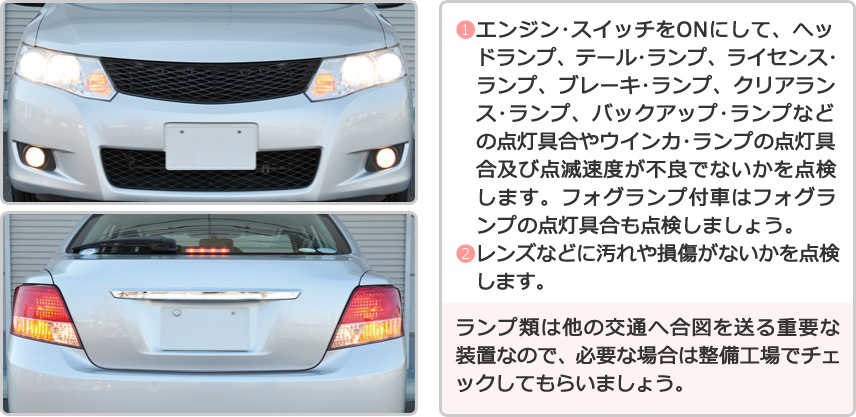 ❶エンジン･スイッチをONにして、ヘッ
ドランプ、テール･ランプ、ライセンス･
ランプ、ブレーキ･ランプ、クリアラン
ス･ランプ、バックアップ･ランプなど
の点灯具合やウインカ･ランプの点灯具
合及び点滅速度が不良でないかを点検
します。フォグランプ付車はフォグラ
ンプの点灯具合も点検しましょう。
❷レンズなどに汚れや損傷がないかを点検
します。
ランプ類は他の交通へ合図を送る重要な
装置なので、必要な場合は整備工場でチェ
ックしてもらいましょう。